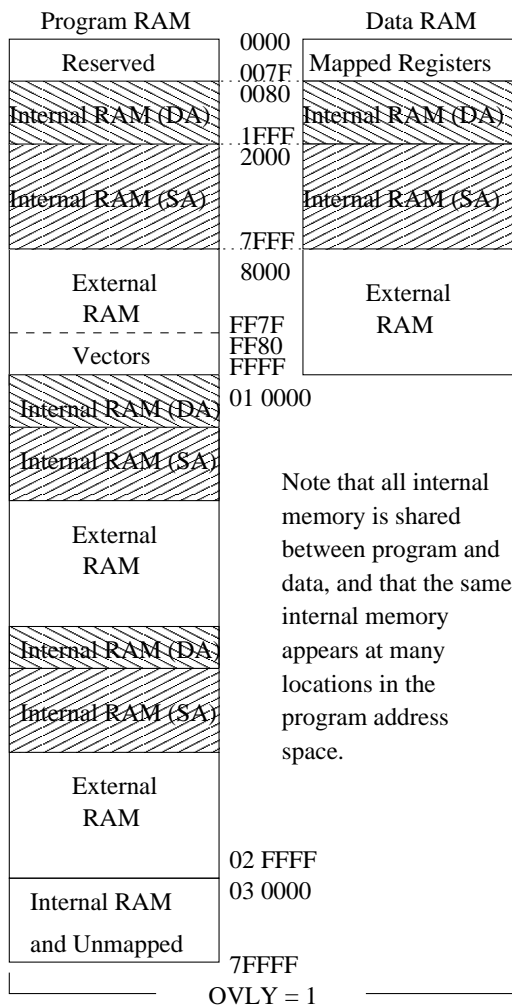 Program RAM
Data RAM
0000
Reserved
Mapped Registers
007F
0080
Internal RAM (DA)
Internal RAM (DA)
1FFF
2000
Internal RAM (SA)
Internal RAM (SA)
7FFF
8000
External
RAM
External
RAM
FF7F
Vectors
FF80
FFFF
01 0000
Internal RAM (DA)
Internal RAM (SA)
External
RAM
Note that all internal
memory is shared
between program and
data, and that the same
internal memory
appears at many
locations in the
program address
space.
Internal RAM (DA)
Internal RAM (SA)
External
RAM
02 FFFF
03 0000
Internal RAM
and Unmapped
7FFFF
OVLY = 1